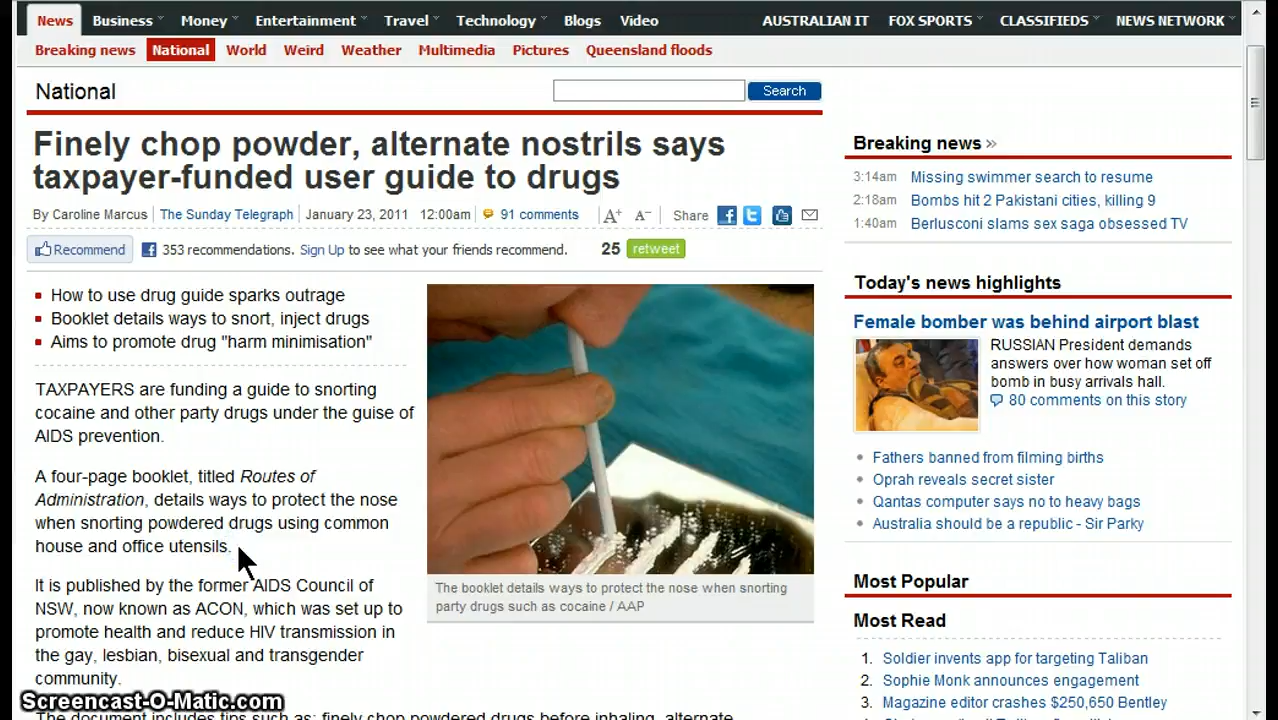 News Business Money Entertainment Travel Technology Blogs Video AUSTRALIAN IT FOX SPORTS CLASSIFIEDS NEWS NETWORK
Breaking news National World Weird Weather Multimedia Pictures Queensland floods
National
Search
Finely chop powder, alternate nostrils says
taxpayer-funded user guide to drugs
By Caroline Marcus The Sunday Telegraph January 23, 2011 12:00am 91 comments A+ A- Share
Recommend 353 recommendations. Sign Up to see what your friends recommend. 25 retweet
How to use drug guide sparks outrage
Booklet details ways to snort, inject drugs
Aims to promote drug "harm minimisation"
TAXPAYERS are funding a guide to snorting
cocaine and other party drugs under the guise of
AIDS prevention.
A four-page booklet, titled Routes of
Administration, details ways to protect the nose
when snorting powdered drugs using common
house and office utensils.
It is published by the former AIDS Council of
NSW, now known as ACON, which was set up to
promote health and reduce HIV transmission in
the gay, lesbian, bisexual and transgender
community.
The document includes tips such as: finely chop powdered drugs before inhaling, alternate
The booklet details ways to protect the nose when snorting
party drugs such as cocaine / AAP
Breaking news »
3:14am Missing swimmer search to resume
2:18am Bombs hit 2 Pakistani cities, killing 9
1:40am Berlusconi slams sex saga obsessed TV
Today's news highlights
Female bomber was behind airport blast
RUSSIAN President demands
answers over how woman set off
bomb in busy arrivals hall.
80 comments on this story
Fathers banned from filming births
Oprah reveals secret sister
Qantas computer says no to heavy bags
Australia should be a republic - Sir Parky
Most Popular
Most Read
1. Soldier invents app for targeting Taliban
2. Sophie Monk announces engagement
3. Magazine editor crashes $250,650 Bentley
Screencast-O-Matic.com